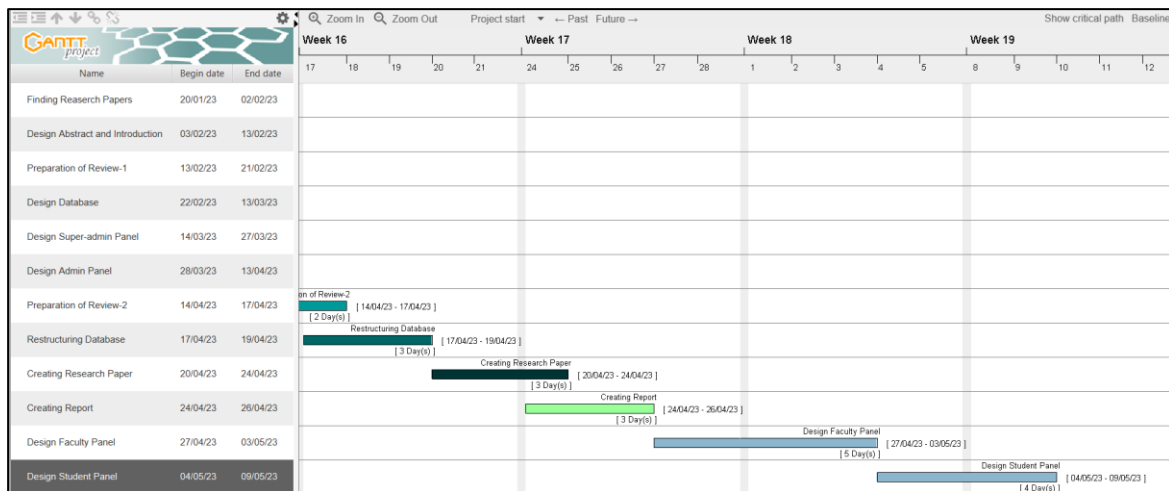 Zoom In Zoom Out Project start ← Past Future → Show critical path Baseline
GANTT
project
Week 16 Week 17 Week 18 Week 19
Name Begin date End date
17 18 19 20 21 24 25 26 27 28 1 2 3 4 5 8 9 10 11 12
Finding Reaserch Papers 20/01/23 02/02/23
Design Abstract and Introduction 03/02/23 13/02/23
Preparation of Review-1 13/02/23 21/02/23
Design Database 22/02/23 13/03/23
Design Super-admin Panel 14/03/23 27/03/23
Design Admin Panel 28/03/23 13/04/23
on of Review-2
Preparation of Review-2 14/04/23 17/04/23 [ 14/04/23 - 17/04/23 ]
[ 2 Day(s) ]
Restructuring Database
Restructuring Database 17/04/23 19/04/23 [ 17/04/23 - 19/04/23 ]
[ 3 Day(s) ]
Creating Research Paper
Creating Research Paper 20/04/23 24/04/23 [ 20/04/23 - 24/04/23 ]
[ 3 Day(s) ]
Creating Report
Creating Report 24/04/23 26/04/23 [ 24/04/23 - 26/04/23 ]
[ 3 Day(s) ]
Design Faculty Panel
Design Faculty Panel 27/04/23 03/05/23 [ 27/04/23 - 03/05/23 ]
[ 5 Day(s) ]
Design Student Panel
Design Student Panel 04/05/23 09/05/23 [ 04/05/23 - 09/05/23 ]
[ 4 Day(s) ]